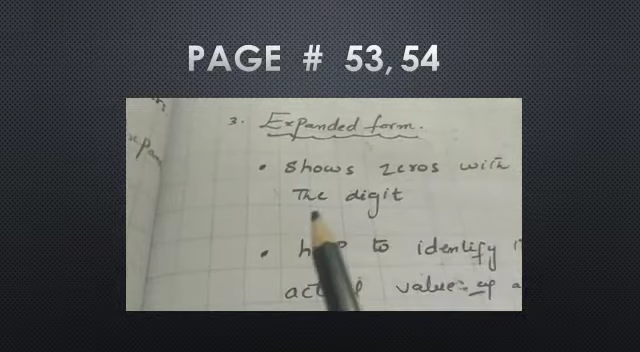 PAGE # 53, 54
3. Expanded form.
• Shows zeros with
The digit
• to identify
value of a